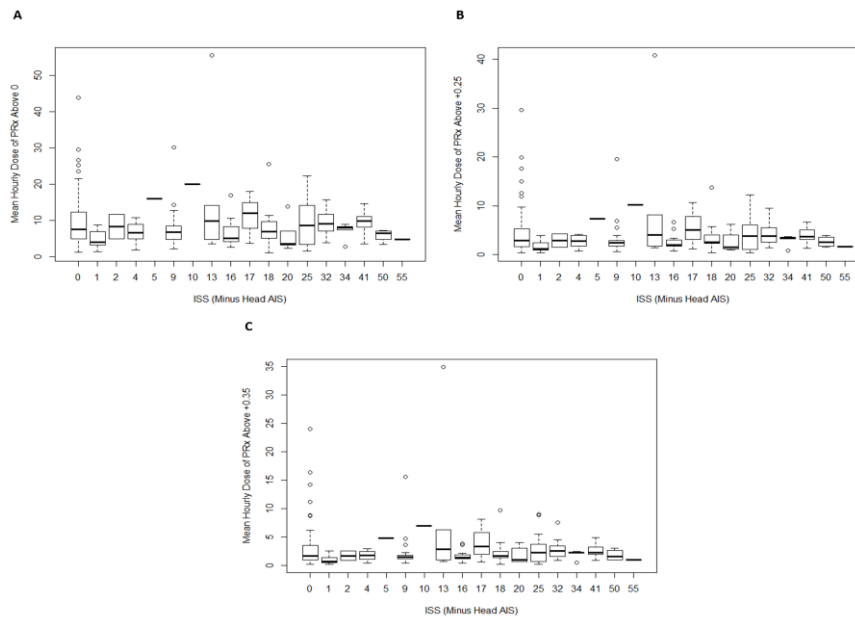 A
Mean Hourly Dose of PRx Above 0
50
40
30
20
10
0
0 1 2 4 5 9 10 13 16 17 18 20 25 32 34 41 50 55
ISS (Minus Head AIS)
B
Mean Hourly Dose of PRx Above +0.25
40
30
20
10
0
0 1 2 4 5 9 10 13 16 17 18 20 25 32 34 41 50 55
ISS (Minus Head AIS)
C
Mean Hourly Dose of PRx Above +0.35
35
30
25
20
15
10
5
0
0 1 2 4 5 9 10 13 16 17 18 20 25 32 34 41 50 55
ISS (Minus Head AIS)